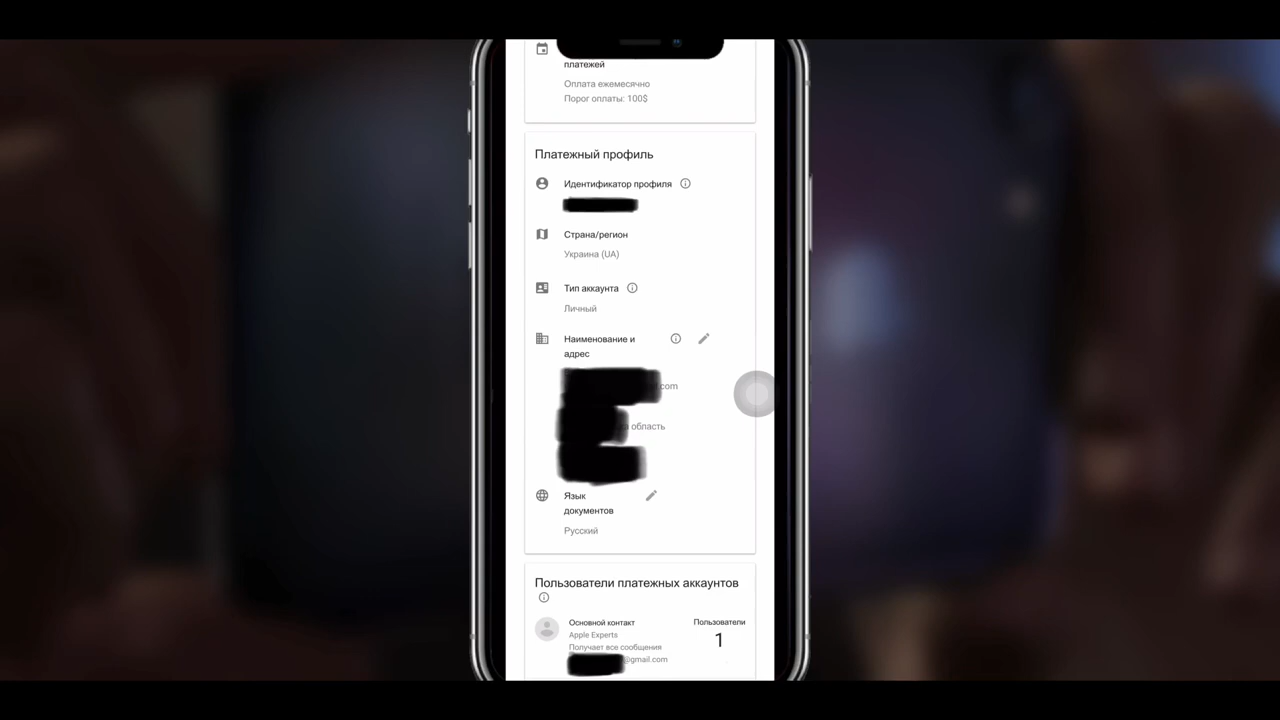 платежей
Оплата ежемесячно
Порог оплаты: 100$
Платежный профиль
Идентификатор профиля
Страна/регион
Украина (UA)
Тип аккаунта
Личный
Наименование и
адрес
com
область
Язык
документов
Русский
Пользователи платежных аккаунтов
Основной контакт
Пользователи
Apple Experts
1
Получает все сообщения
@gmail.com